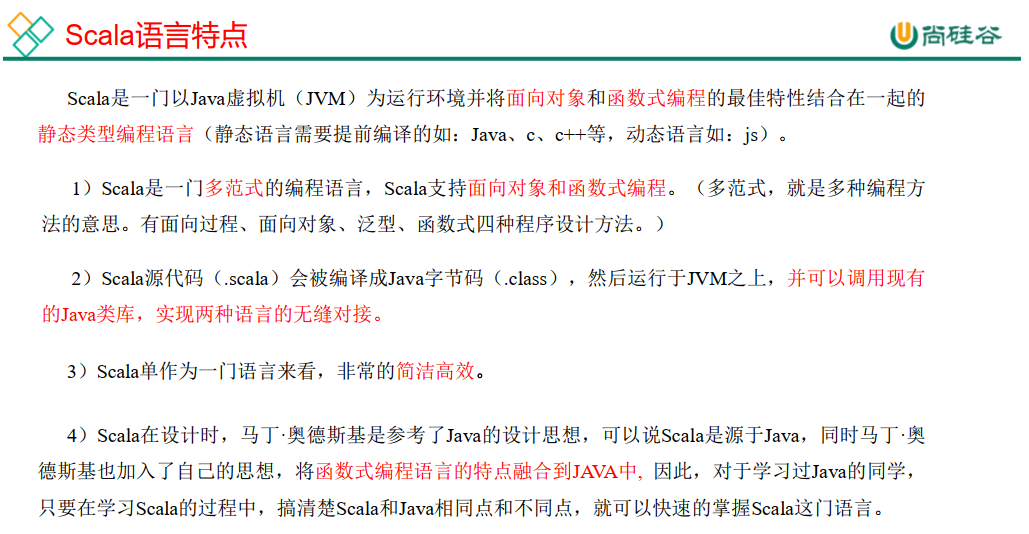 Scala语言特点
尚硅谷
Scala是一门以Java虚拟机（JVM）为运行环境并将面向对象和函数式编程的最佳特性结合在一起的
静态类型编程语言（静态语言需要提前编译的如：Java、c、c++等，动态语言如：js）。
1）Scala是一门多范式的编程语言，Scala支持面向对象和函数式编程。（多范式，就是多种编程方
法的意思。有面向过程、面向对象、泛型、函数式四种程序设计方法。）
2）Scala源代码（.scala）会被编译成Java字节码（.class），然后运行于JVM之上，并可以调用现有
的Java类库，实现两种语言的无缝对接。
3）Scala单作为一门语言来看，非常的简洁高效。
4）Scala在设计时，马丁·奥德斯基是参考了Java的设计思想，可以说Scala是源于Java，同时马丁·奥
德斯基也加入了自己的思想，将函数式编程语言的特点融合到JAVA中, 因此，对于学习过Java的同学，
只要在学习Scala的过程中，搞清楚Scala和Java相同点和不同点，就可以快速的掌握Scala这门语言。